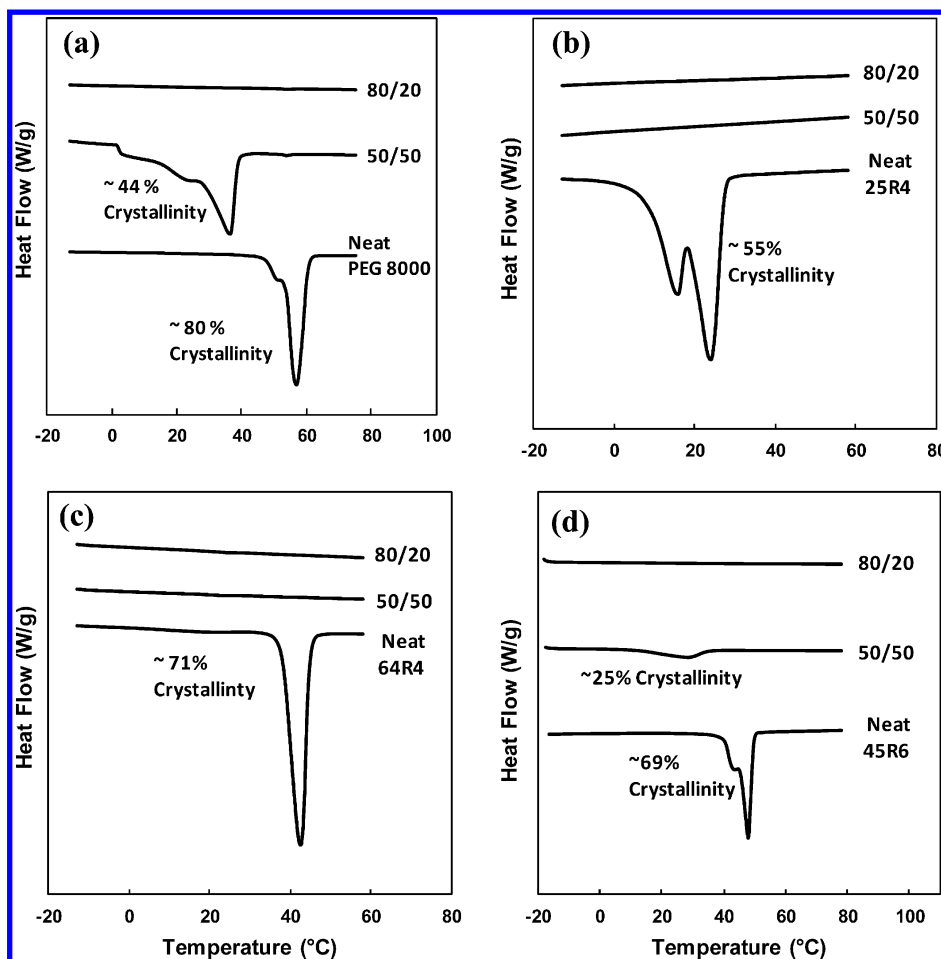 (a)
80/20
50/50
~ 44 %
Crystallinity
Neat
PEG 8000
~ 80 %
Crystallinity
Heat Flow (W/g)
-20 0 20 40 60 80 100
(b)
80/20
50/50
Neat
25R4
~ 55%
Crystallinity
Heat Flow (W/g)
-20 0 20 40 60 80
(c)
80/20
50/50
Neat
64R4
~ 71%
Crystallinty
Heat Flow (W/g)
-20 0 20 40 60 80
Temperature (°C)
(d)
80/20
50/50
~25% Crystallinity
Neat
45R6
~69%
Crystallinity
Heat Flow (W/g)
-20 0 20 40 60 80 100
Temperature (°C)